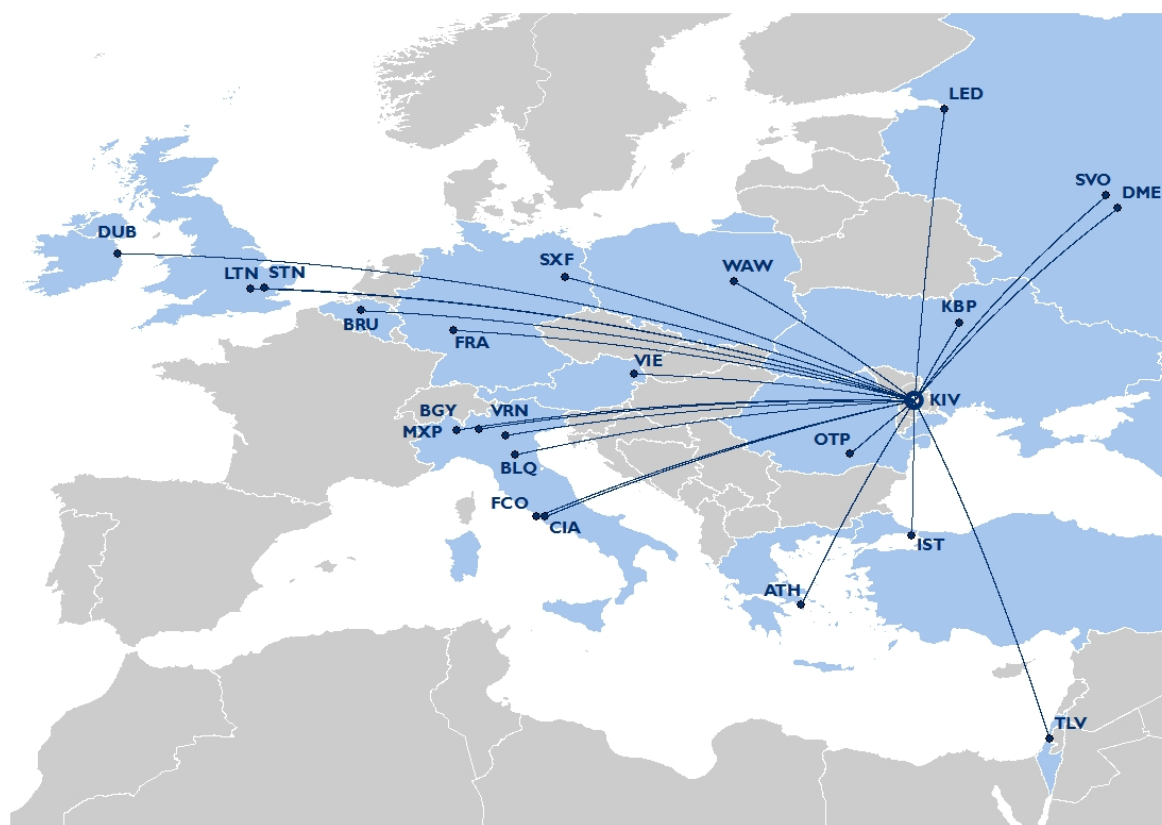 LED
SVO
DME
DUB
SXF
WAW
LTN
STN
KBP
BRU
FRA
VIE
KIV
BGY
VRN
MXP
OTP
BLQ
FCO
CIA
IST
ATH
TLV